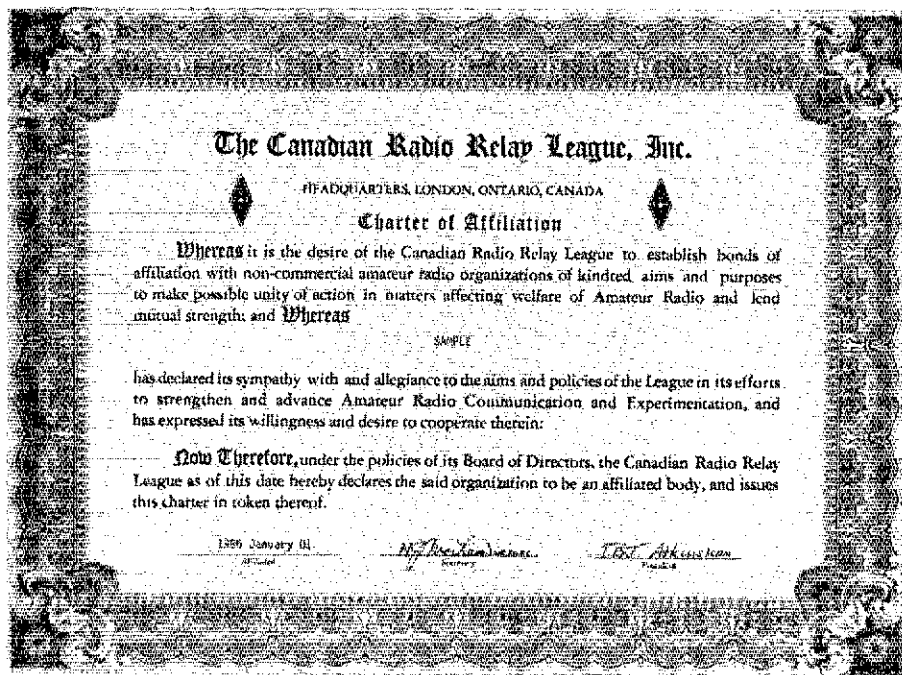 The Canadian Radio Relay League, Inc.
HEADQUARTERS, LONDON, ONTARIO, CANADA
Charter of Affiliation
Whereas it is the desire of the Canadian Radio Relay League to establish bonds of
affiliation with non-commercial amateur radio organizations of kindred aims and purposes
to make possible unity of action in matters affecting welfare of Amateur Radio and lend
mutual strength; and Whereas
SAMPLE
has declared its sympathy with and allegiance to the aims and policies of the League in its efforts
to strengthen and advance Amateur Radio Communication and Experimentation, and
has expressed its willingness and desire to cooperate therein:
Now Therefore, under the policies of its Board of Directors, the Canadian Radio Relay
League as of this date hereby declares the said organization to be an affiliated body, and issues
this charter in token thereof.
January 01
Affiliated
Secretary
Atkinson
President